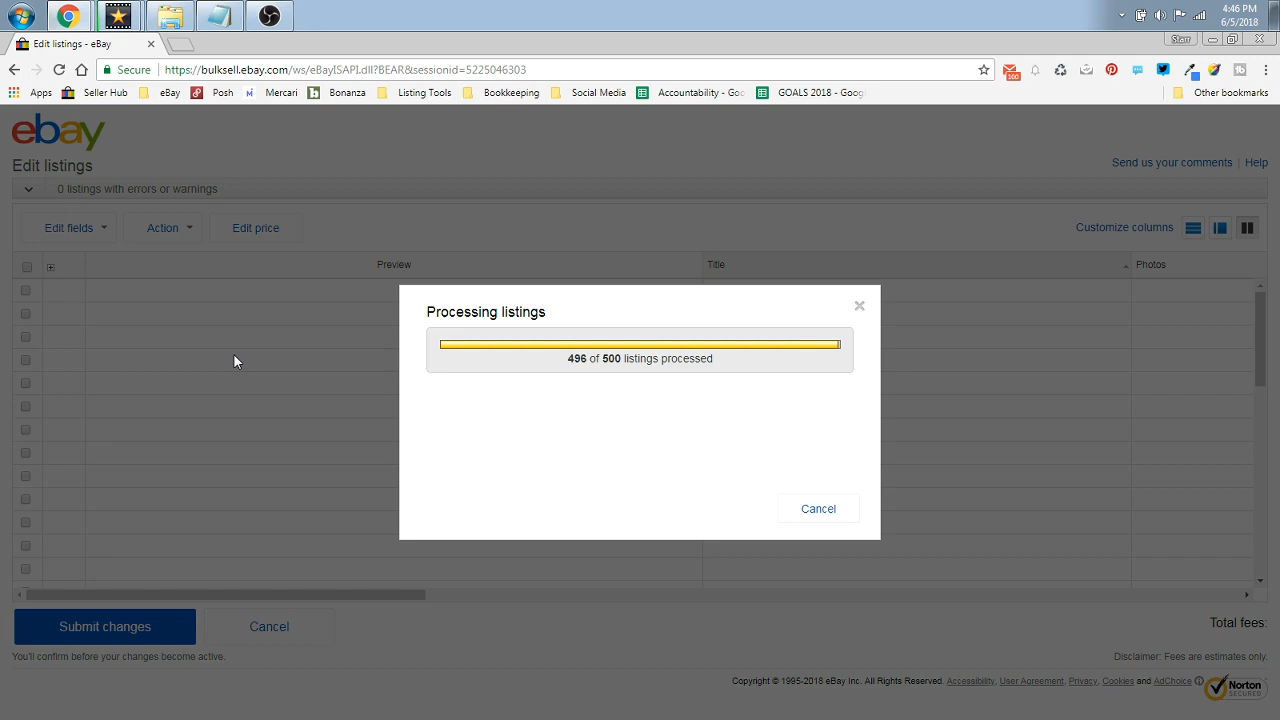 4:46 PM
6/5/2018
Edit listings - eBay
Starr
Secure https://bulksell.ebay.com/ws/eBayISAPI.dll?BEAR&sessionid=5225046303
100
Apps Seller Hub eBay Posh Mercari Bonanza Listing Tools Bookkeeping Social Media Accountability - Goo GOALS 2018 - Googl Other bookmarks
ebay
Edit listings
Send us your comments | Help
0 listings with errors or warnings
Edit fields Action Edit price Customize columns
Preview Title Photos
Processing listings
496 of 500 listings processed
Cancel
Submit changes Cancel Total fees:
You'll confirm before your changes become active. Disclaimer: Fees are estimates only.
Copyright © 1995-2018 eBay Inc. All Rights Reserved. Accessibility, User Agreement, Privacy, Cookies and AdChoice
Norton
SECURED